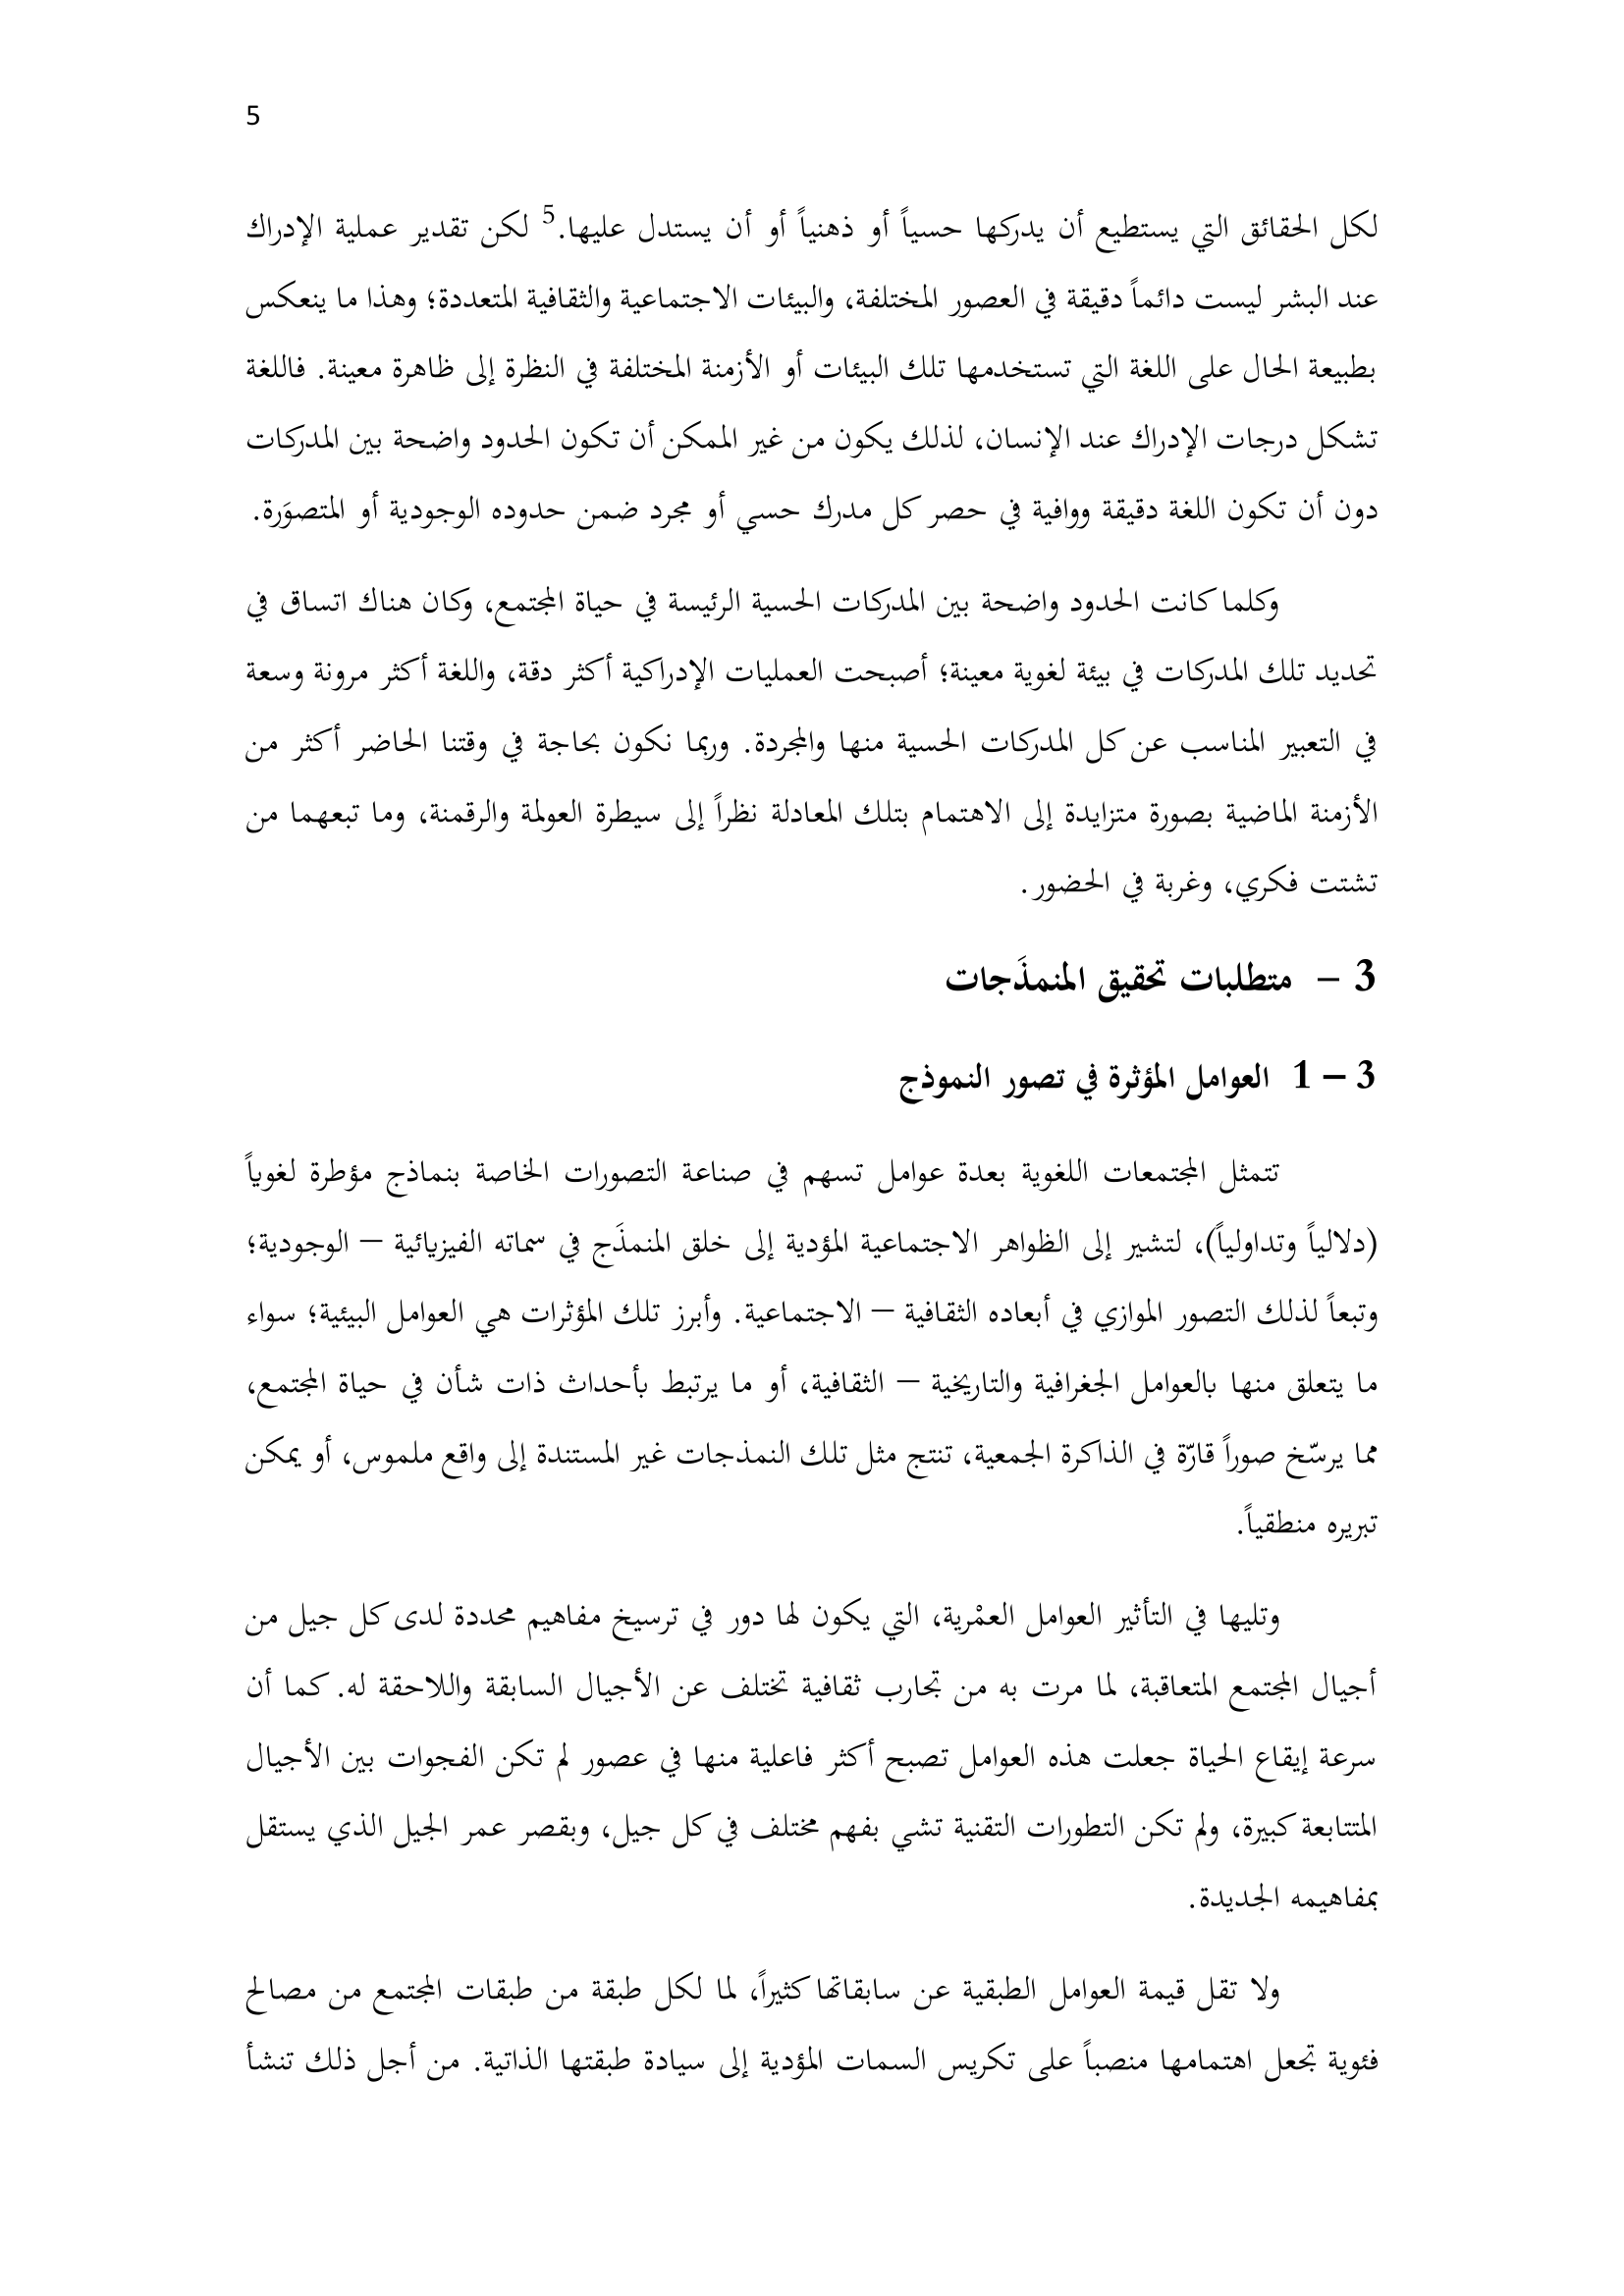 5
لكل الحقائق التي يستطيع أن يدركها حسياً أو ذهنياً أو أن يستدل عليها.5 لكن تقدير عملية الإدراك
عند البشر ليست دائماً دقيقة في العصور المختلفة، والبيئات الاجتماعية والثقافية المتعددة؛ وهذا ما ينعكس
بطبيعة الحال على اللغة التي تستخدمها تلك البيئات أو الأزمنة المختلفة في النظرة إلى ظاهرة معينة. فاللغة
تشكل درجات الإدراك عند الإنسان، لذلك يكون من غير الممكن أن تكون الحدود واضحة بين المدركات
دون أن تكون اللغة دقيقة ووافية في حصر كل مدرك حسي أو مجرد ضمن حدوده الوجودية أو المتصوَرة.
وكلما كانت الحدود واضحة بين المدركات الحسية الرئيسة في حياة المجتمع، وكان هناك اتساق في
تحديد تلك المدركات في بيئة لغوية معينة؛ أصبحت العمليات الإدراكية أكثر دقة، واللغة أكثر مرونة وسعة
في التعبير المناسب عن كل المدركات الحسية منها والمجردة. وربما نكون بحاجة في وقتنا الحاضر أكثر من
الأزمنة الماضية بصورة متزايدة إلى الاهتمام بتلك المعادلة نظراً إلى سيطرة العولمة والرقمنة، وما تبعهما من
تشتت فكري، وغربة في الحضور.
3 – متطلبات تحقيق المنمذَجات
3 – 1 العوامل المؤثرة في تصور النموذج
تتمثل المجتمعات اللغوية بعدة عوامل تسهم في صناعة التصورات الخاصة بنماذج مؤطرة لغوياً
(دلالياً وتداولياً)، لتشير إلى الظواهر الاجتماعية المؤدية إلى خلق المنمذَج في سماته الفيزيائية – الوجودية؛
وتبعاً لذلك التصور الموازي في أبعاده الثقافية – الاجتماعية. وأبرز تلك المؤثرات هي العوامل البيئية؛ سواء
ما يتعلق منها بالعوامل الجغرافية والتاريخية – الثقافية، أو ما يرتبط بأحداث ذات شأن في حياة المجتمع،
مما يرسّخ صوراً قارّة في الذاكرة الجمعية، تنتج مثل تلك النمذجات غير المستندة إلى واقع ملموس، أو يمكن
تبريره منطقياً.
وتليها في التأثير العوامل العمْرية، التي يكون لها دور في ترسيخ مفاهيم محددة لدى كل جيل من
أجيال المجتمع المتعاقبة، لما مرت به من تجارب ثقافية تختلف عن الأجيال السابقة واللاحقة له. كما أن
سرعة إيقاع الحياة جعلت هذه العوامل تصبح أكثر فاعلية منها في عصور لم تكن الفجوات بين الأجيال
المتتابعة كبيرة، ولم تكن التطورات التقنية تشي بفهم مختلف في كل جيل، وبقصر عمر الجيل الذي يستقل
بمفاهيمه الجديدة.
ولا تقل قيمة العوامل الطبقية عن سابقاتها كثيراً، لما لكل طبقة من طبقات المجتمع من مصالح
فئوية تجعل اهتمامها منصباً على تكريس السمات المؤدية إلى سيادة طبقتها الذاتية. من أجل ذلك تنشأ